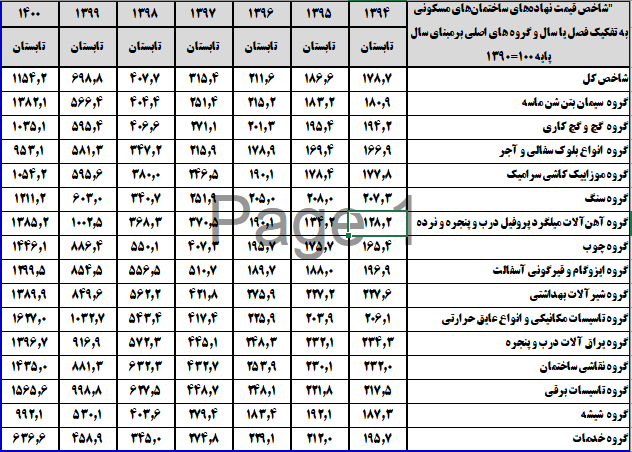 "شاخص قیمت نهاده‌های ساختمان‌های مسکونی ۱۳۹۴ ۱۳۹۵ ۱۳۹۶ ۱۳۹۷ ۱۳۹۸ ۱۳۹۹ ۱۴۰۰
به تفکیک فصل یا سال و گروه های اصلی بر مبنای سال
پایه ۱۰۰=۱۳۹۰ تابستان تابستان تابستان تابستان تابستان تابستان تابستان
شاخص کل ۱۷۸,۷ ۱۸۶,۶ ۲۱۱,۶ ۳۱۵,۴ ۴۰۷,۷ ۶۹۸,۸ ۱۱۵۴,۲
گروه سیمان بتن شن ماسه ۱۸۰,۹ ۱۸۳,۲ ۲۱۵,۲ ۲۵۱,۴ ۴۰۴,۴ ۵۶۶,۴ ۱۳۸۲,۱
گروه گچ و گچ کاری ۱۹۴,۲ ۱۹۵,۴ ۲۰۱,۳ ۲۷۱,۱ ۴۰۶,۶ ۵۹۵,۴ ۱۰۳۵,۱
گروه انواع بلوک سفالی و آجر ۱۶۶,۹ ۱۶۹,۴ ۱۷۸,۹ ۲۱۵,۹ ۳۴۷,۲ ۵۸۱,۳ ۹۵۳,۱
گروه موزاییک کاشی سرامیک ۱۷۷,۸ ۱۷۸,۴ ۱۹۰,۱ ۲۴۶,۵ ۳۸۰,۰ ۵۹۵,۶ ۱۰۵۴,۲
گروه سنگ ۲۰۷,۳ ۲۰۸,۰ ۲۰۵,۰ ۲۵۱,۹ ۳۴۰,۷ ۶۰۳,۰ ۱۲۱۱,۲
گروه آهن آلات میلگرد پروفیل درب و پنجره و نرده ۱۲۸,۲ ۱۳۴,۲ ۱۹۰,۱ ۳۷۰,۵ ۳۶۸,۳ ۱۰۰۲,۵ ۱۳۸۵,۲
گروه چوب ۱۶۵,۴ ۱۷۵,۷ ۱۹۵,۷ ۴۰۷,۳ ۵۵۰,۱ ۸۸۶,۴ ۱۴۴۶,۱
گروه ایزوگام و قیرگونی آسفالت ۱۹۶,۹ ۱۸۸,۰ ۱۸۹,۷ ۵۱۰,۷ ۵۵۶,۵ ۸۵۴,۵ ۱۲۹۹,۵
گروه شیر آلات بهداشتی ۲۳۷,۶ ۲۳۷,۲ ۲۷۵,۹ ۴۲۱,۸ ۵۶۲,۲ ۸۴۹,۶ ۱۳۸۹,۹
گروه تاسیسات مکانیکی و انواع عایق حرارتی ۲۰۶,۱ ۲۰۳,۹ ۲۲۵,۹ ۴۱۷,۴ ۵۴۳,۴ ۱۰۳۲,۷ ۱۶۲۷,۰
گروه یراق آلات درب و پنجره ۲۳۴,۳ ۲۳۲,۱ ۲۴۸,۳ ۴۴۵,۱ ۵۷۲,۳ ۹۱۶,۹ ۱۳۹۶,۷
گروه نقاشی ساختمان ۲۳۲,۰ ۲۳۰,۱ ۲۵۳,۹ ۴۳۲,۷ ۶۳۲,۳ ۸۸۱,۳ ۱۴۳۵,۰
گروه تاسیسات برقی ۲۱۷,۵ ۲۲۱,۸ ۲۴۸,۱ ۴۴۸,۷ ۶۲۷,۵ ۹۹۸,۸ ۱۵۶۵,۶
گروه شیشه ۱۸۷,۳ ۱۹۲,۱ ۱۸۳,۴ ۲۷۹,۴ ۴۰۳,۶ ۵۳۰,۱ ۹۹۲,۱
گروه خدمات ۱۹۵,۷ ۲۱۲,۰ ۲۳۹,۱ ۲۷۴,۸ ۳۴۵,۰ ۴۵۸,۹ ۶۳۶,۶
Page 1